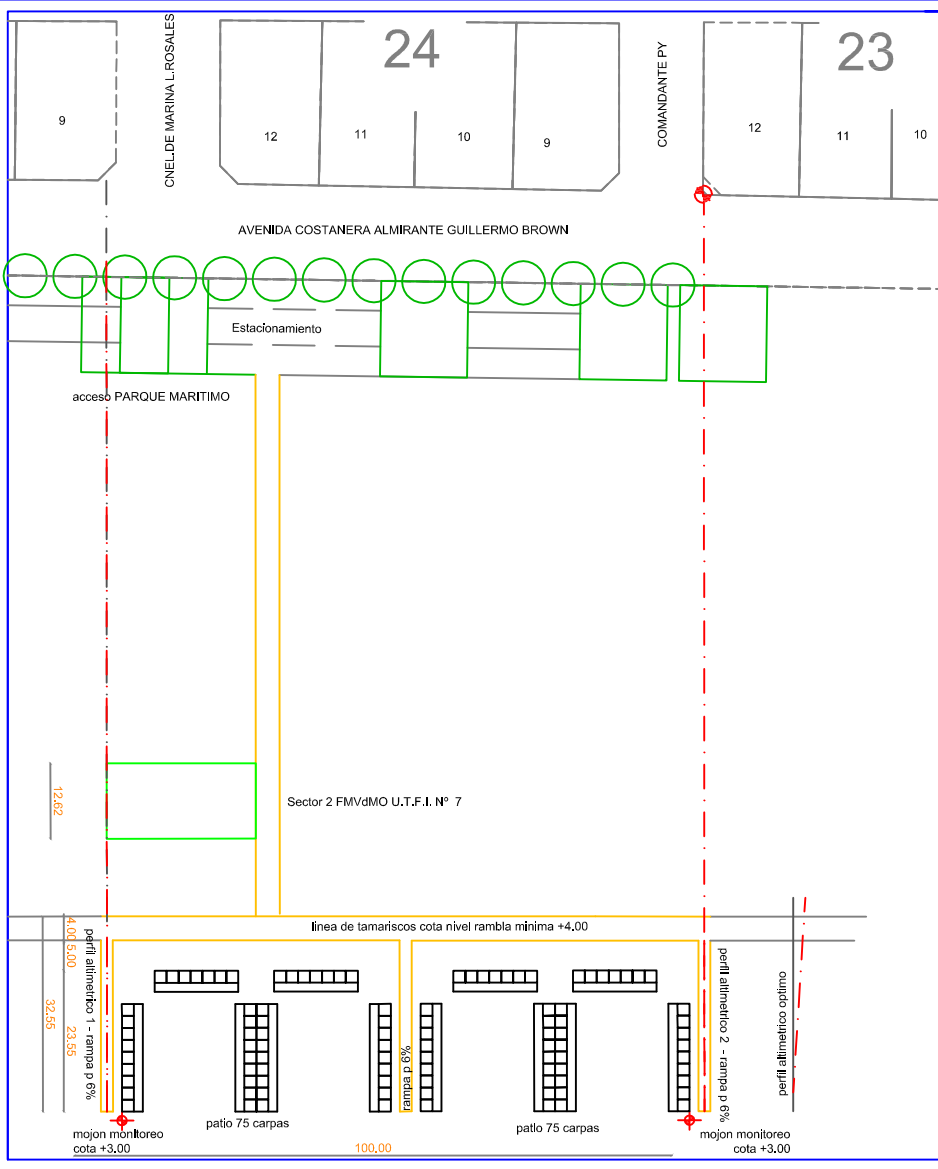 24
23
CNEL.DE MARINA L.ROSALES
COMANDANTE PY
9
12
11
10
9
12
11
10
AVENIDA COSTANERA ALMIRANTE GUILLERMO BROWN
Estacionamiento
acceso PARQUE MARITIMO
12.62
Sector 2 FMVdMO U.T.F.I. Nº 7
linea de tamariscos cota nivel rambla minima +4.00
4.00
5.00
32.55
23.55
perfil altimetrico 1 - rampa p 6%
rampa p 6%
perfil altimetrico 2 - rampa p 6%
perfil altimetrico optimo
patio 75 carpas
patio 75 carpas
mojon monitoreo
cota +3.00
100.00
mojon monitoreo
cota +3.00